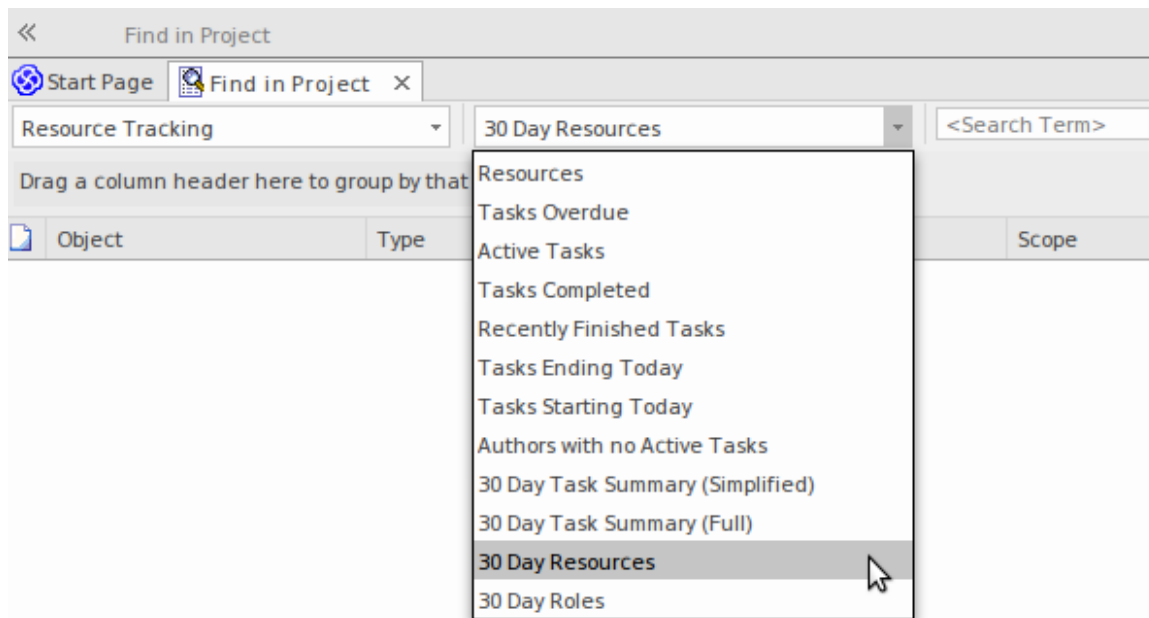 Find in Project
Start Page Find in Project
Resource Tracking 30 Day Resources <Search Term>
Drag a column header here to group by that
Object Type Scope
Resources
Tasks Overdue
Active Tasks
Tasks Completed
Recently Finished Tasks
Tasks Ending Today
Tasks Starting Today
Authors with no Active Tasks
30 Day Task Summary (Simplified)
30 Day Task Summary (Full)
30 Day Resources
30 Day Roles